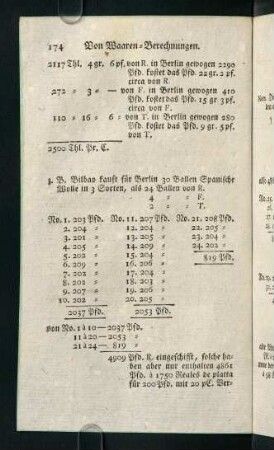 174 Von Waaren-Berechnungen.
2117 Thl. 4 gr. 6 pf. von R. in Berlin gewogen 2290
Pfd. kostet das Pfd. 22 gr. 2 pf.
circa von R.
272 » 3 » — von F. in Berlin gewogen 410
Pfd. kostet das Pfd. 15 gr 3 pf.
circa von F.
110 » 16 » 6 » von T. in Berlin gewogen 280
Pfd. kostet das Pfd. 9 gr. 5 pf.
von T.
2500 Thl. Pr. C.
z. B. Bilbao kauft für Berlin 30 Ballen Spanische
Wolle in 3 Sorten, als 24 Ballen von R.
4 » F.
2 » T.
No. 1. 203 Pfd. No. 11. 207 Pfd. No. 21. 208 Pfd.
2. 204 » 12. 204 » 22. 205 »
3. 201 » 13. 204 » 23. 204 »
4. 205 » 14. 209 » 24. 202 »
5. 206 » 15. 206 » 819 Pfd.
6. 209 » 16. 206 »
7. 202 » 17. 204 »
8. 201 » 18. 202 »
9. 207 » 19. 206 »
10. 202 » 20. 205 »
2037 Pfd. 2053 Pfd.
von No. 1 à 10 — 2037 Pfd.
11 à 20 — 2053 »
21 à 24 — 819 »
4909 Pfd. R. eingeschifft, solche ha-
ben aber nur enthalten 4861
Pfd. à 1750 Reales de platta
für 200 Pfd. mit 20 pC. Ver-